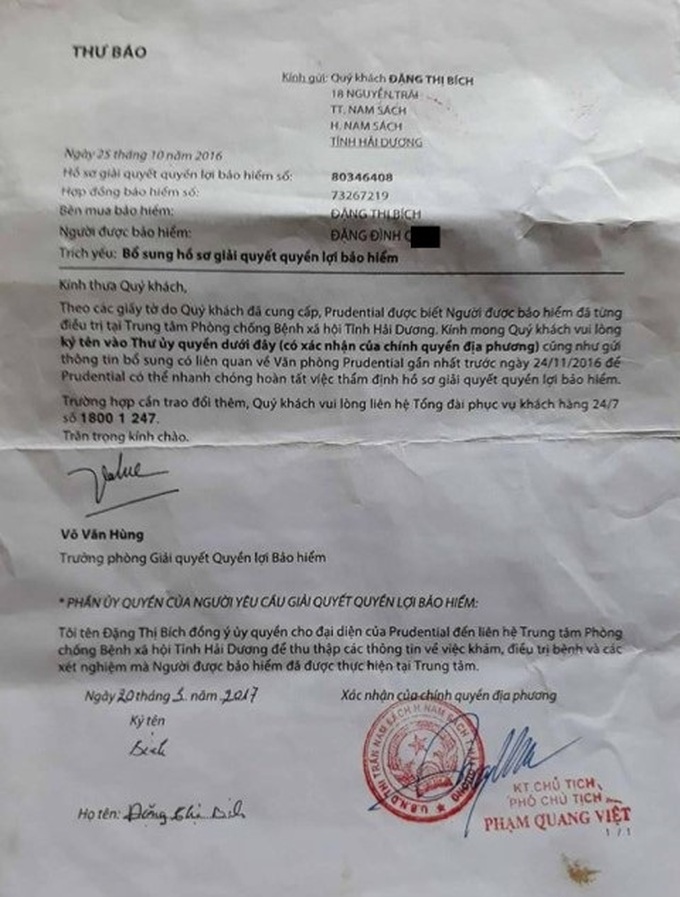 THƯ BÁO
Kính gửi: Quý khách ĐẶNG THỊ BÍCH
18 NGUYỄN TRÃI
TT. NAM SÁCH
H. NAM SÁCH
TỈNH HẢI DƯƠNG
Ngày 25 tháng 10 năm 2016
Hồ sơ giải quyết quyền lợi bảo hiểm số: 80346408
Hợp đồng bảo hiểm số: 73267219
Bên mua bảo hiểm: ĐẶNG THỊ BÍCH
Người được bảo hiểm: ĐẶNG ĐÌNH
Trích yếu: Bổ sung hồ sơ giải quyết quyền lợi bảo hiểm
Kính thưa Quý khách,
Theo các giấy tờ do Quý khách đã cung cấp, Prudential được biết Người được bảo hiểm đã từng
điều trị tại Trung tâm Phòng chống Bệnh xã hội Tỉnh Hải Dương. Kính mong Quý khách vui lòng
ký tên vào Thư ủy quyền dưới đây (có xác nhận của chính quyền địa phương) cũng như gửi
thông tin bổ sung có liên quan về Văn phòng Prudential gần nhất trước ngày 24/11/2016 để
Prudential có thể nhanh chóng hoàn tất việc thẩm định hồ sơ giải quyết quyền lợi bảo hiểm.
Trường hợp cần trao đổi thêm, Quý khách vui lòng liên hệ Tổng đài phục vụ khách hàng 24/7
số 1800 1 247.
Trân trọng kính chào.
Võ Văn Hùng
Trưởng phòng Giải quyết Quyền lợi Bảo hiểm
* PHẦN ỦY QUYỀN CỦA NGƯỜI YÊU CẦU GIẢI QUYẾT QUYỀN LỢI BẢO HIỂM:
Tôi tên Đặng Thị Bích đồng ý ủy quyền cho đại diện của Prudential đến liên hệ Trung tâm Phòng
chống Bệnh xã hội Tỉnh Hải Dương để thu thập các thông tin về việc khám, điều trị bệnh và các
xét nghiệm mà Người được bảo hiểm đã được thực hiện tại Trung tâm.
Ngày 20 tháng 5 năm 2017 Xác nhận của chính quyền địa phương
Ký tên
Bích
U.B.N.D THỊ TRẤN NAM SÁCH H. NAM SÁCH
KT.CHỦ TỊCH
PHÓ CHỦ TỊCH
PHẠM QUANG VIỆT
1 / 1
Họ tên: Đặng Thị Bích